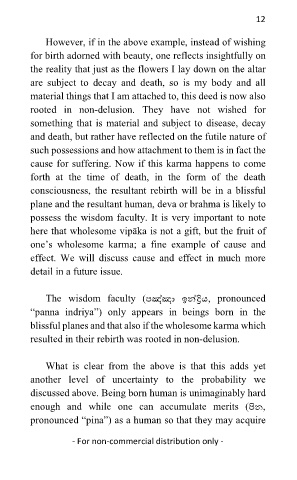 12
However, if in the above example, instead of wishing
for birth adorned with beauty, one reflects insightfully on
the reality that just as the flowers I lay down on the altar
are subject to decay and death, so is my body and all
material things that I am attached to, this deed is now also
rooted in non-delusion. They have not wished for
something that is material and subject to disease, decay
and death, but rather have reflected on the futile nature of
such possessions and how attachment to them is in fact the
cause for suffering. Now if this karma happens to come
forth at the time of death, in the form of the death
consciousness, the resultant rebirth will be in a blissful
plane and the resultant human, deva or brahma is likely to
possess the wisdom faculty. It is very important to note
here that wholesome vipāka is not a gift, but the fruit of
one’s wholesome karma; a fine example of cause and
effect. We will discuss cause and effect in much more
detail in a future issue.
The wisdom faculty (පඤ්ඤා ඉන්ද්‍රිය, pronounced
“panna indriya”) only appears in beings born in the
blissful planes and that also if the wholesome karma which
resulted in their rebirth was rooted in non-delusion.
What is clear from the above is that this adds yet
another level of uncertainty to the probability we
discussed above. Being born human is unimaginably hard
enough and while one can accumulate merits (පින,
pronounced “pina”) as a human so that they may acquire
- For non-commercial distribution only -